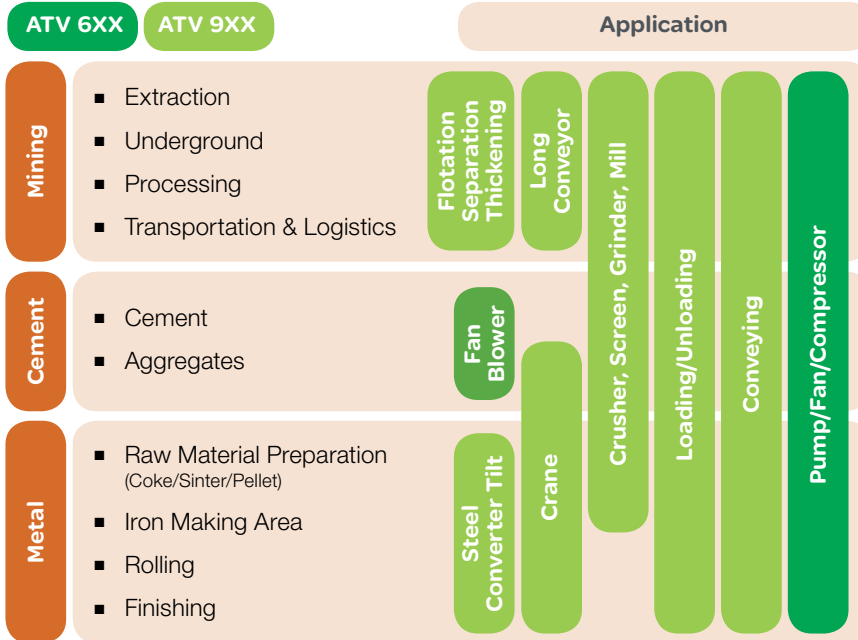 ATV 6XX
ATV 9XX
Application
Mining
■ Extraction
■ Underground
■ Processing
■ Transportation & Logistics
Flotation
Separation
Thickening
Long
Conveyor
Crusher, Screen, Grinder, Mill
Loading/Unloading
Conveying
Pump/Fan/Compressor
Cement
■ Cement
■ Aggregates
Fan
Blower
Crane
Metal
■ Raw Material Preparation
(Coke/Sinter/Pellet)
■ Iron Making Area
■ Rolling
■ Finishing
Steel
Converter Tilt